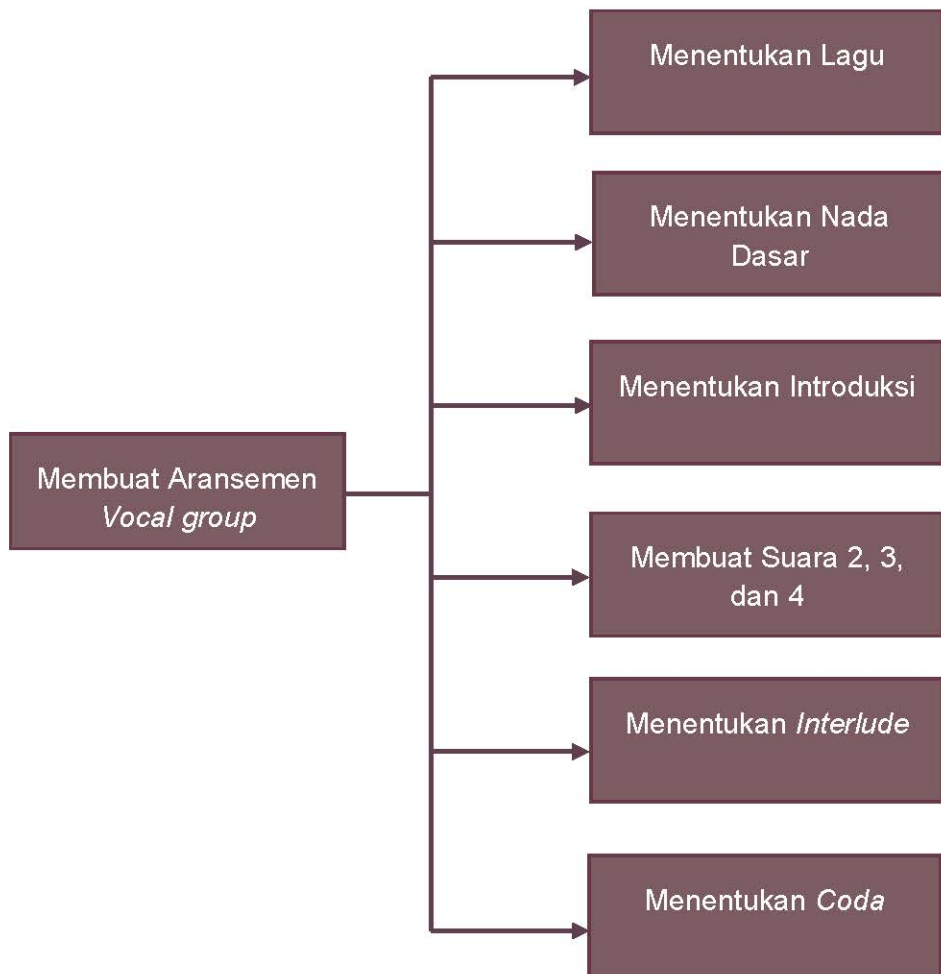 Menentukan Lagu
Menentukan Nada
Dasar
Menentukan Introduksi
Membuat Aransemen
Vocal group
Membuat Suara 2, 3,
dan 4
Menentukan Interlude
Menentukan Coda